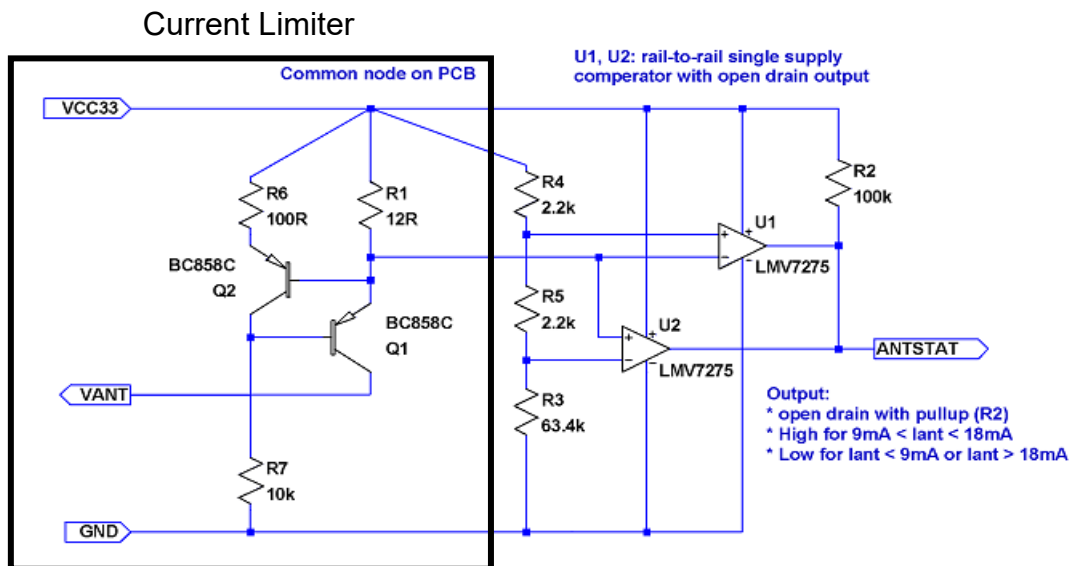 Current Limiter
Common node on PCB
U1, U2: rail-to-rail single supply
comperator with open drain output
VCC33
R6
100R
R1
12R
R4
2.2k
R2
100k
+
-
+
-
U1
LMV7275
BC858C
Q2
R5
2.2k
BC858C
Q1
+
-
+
-
U2
LMV7275
ANTSTAT
VANT
R3
63.4k
Output:
* open drain with pullup (R2)
* High for 9mA < Iant < 18mA
* Low for Iant < 9mA or Iant > 18mA
R7
10k
GND